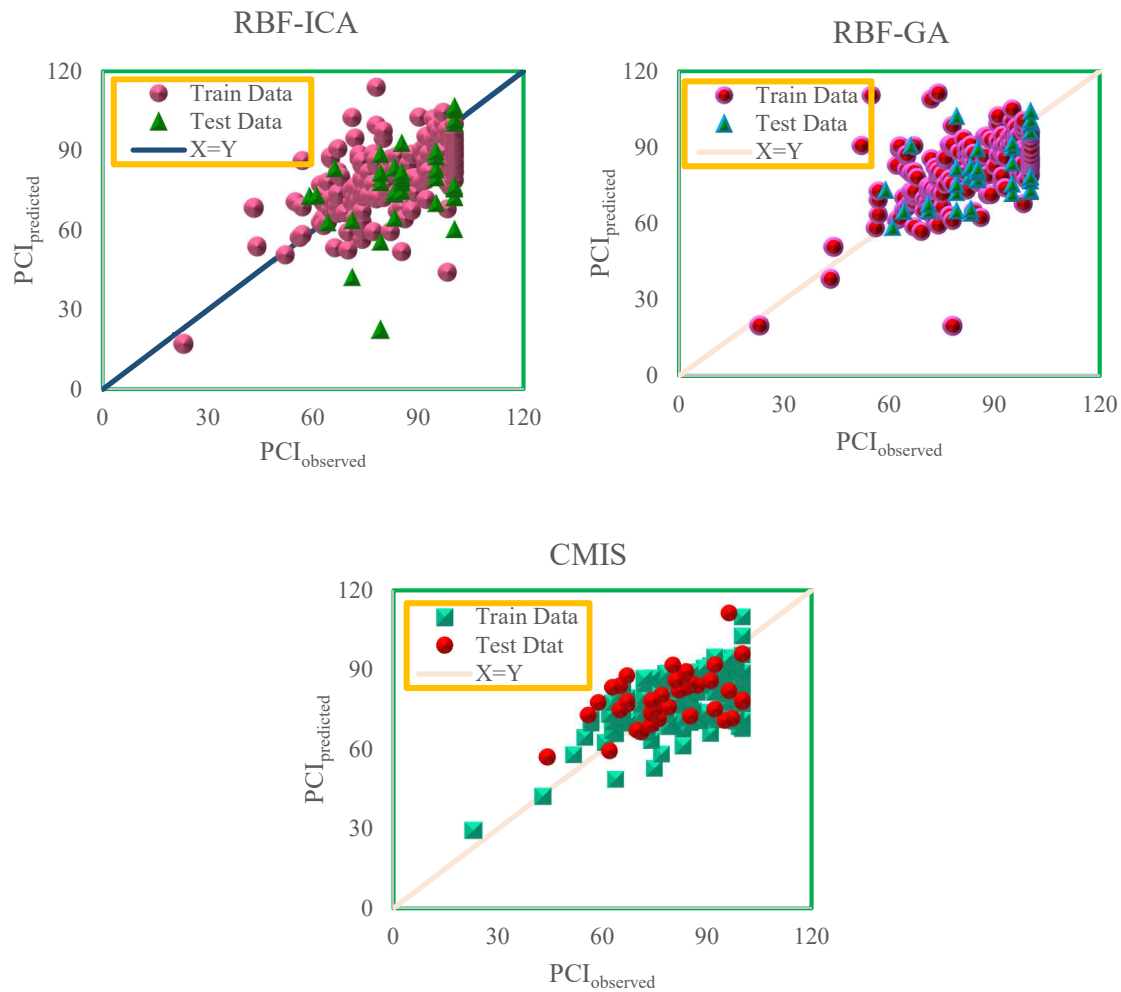 RBF-ICA
120
90
60
30
0
0 30 60 90 120
PCIpredicted
PCIobserved
Train Data
Test Data
X=Y
RBF-GA
120
90
60
30
0
0 30 60 90 120
PCIpredicted
PCIobserved
Train Data
Test Data
X=Y
CMIS
120
90
60
30
0
0 30 60 90 120
PCIpredicted
PCIobserved
Train Data
Test Dtat
X=Y